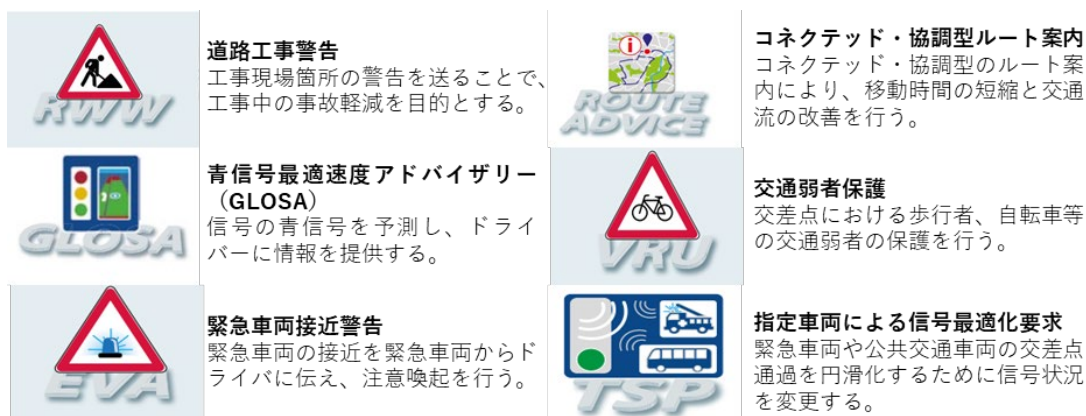 RWW
道路工事警告
工事現場箇所の警告を送ることで、
工事中の事故軽減を目的とする。
ROUTE
ADVICE
コネクテッド・協調型ルート案内
コネクテッド・協調型のルート案
内により、移動時間の短縮と交通
流の改善を行う。
GLOSA
青信号最適速度アドバイザリー
（GLOSA）
信号の青信号を予測し、ドライ
バーに情報を提供する。
VRU
交通弱者保護
交差点における歩行者、自転車等
の交通弱者の保護を行う。
EVA
緊急車両接近警告
緊急車両の接近を緊急車両からド
ライバに伝え、注意喚起を行う。
TSP
指定車両による信号最適化要求
緊急車両や公共交通車両の交差点
通過を円滑化するために信号状況
を変更する。